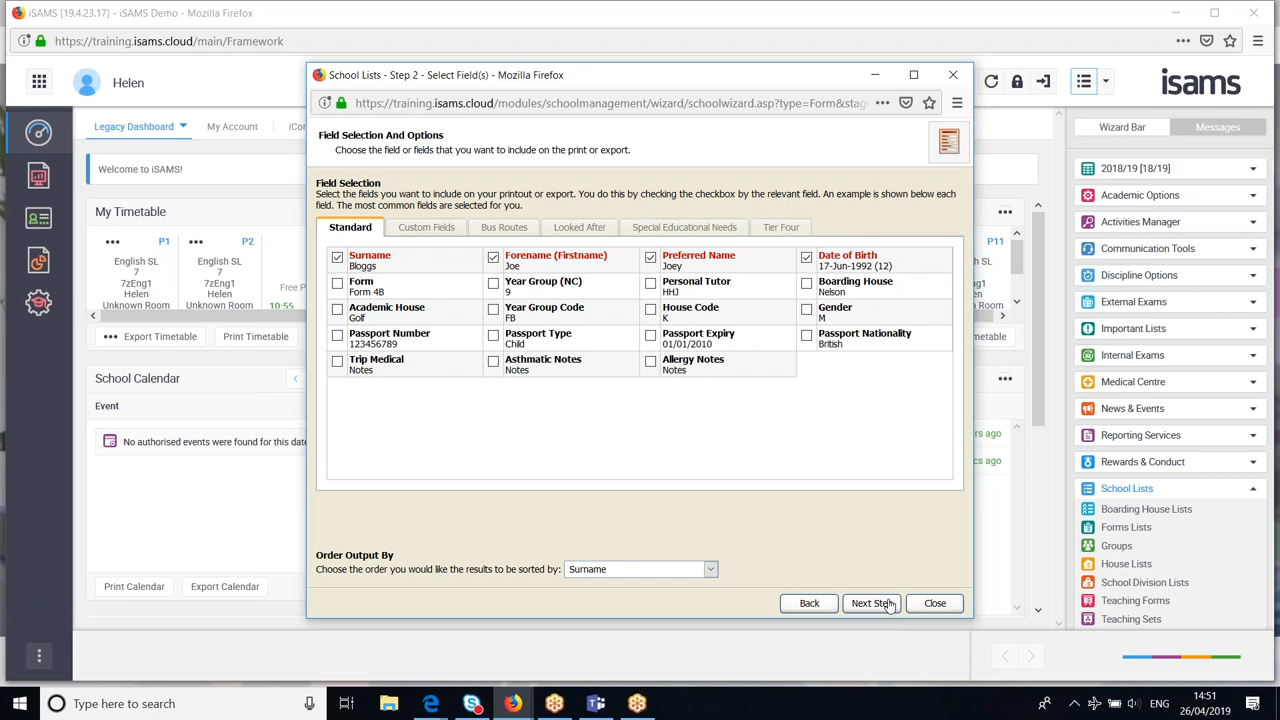 iSAMS [19.4.23.17] - iSAMS Demo - Mozilla Firefox
https://training.isams.cloud/main/Framework
Helen
isams
Legacy Dashboard
My Account
iCo
Welcome to iSAMS!
My Timetable
P1
P2
P11
English SL
7
7zEng1
Helen
Unknown Room
English SL
7
7zEng1
Helen
Unknown Room
Free P
10:55
Export Timetable
Print Timetable
metable
School Calendar
Event
No authorised events were found for this date
rs ago
cs ago
Print Calendar
Export Calendar
School Lists - Step 2 - Select Field(s) - Mozilla Firefox
https://training.isams.cloud/modules/schoolmanagement/wizard/schoolwizard.asp?type=Form&stag
Field Selection And Options
Choose the field or fields that you want to include on the print or export.
Field Selection
Select the fields you want to include on your printout or export. You do this by checking the checkbox by the relevant field. An example is shown below each
field. The most common fields are selected for you.
Standard
Custom Fields
Bus Routes
Looked After
Special Educational Needs
Tier Four
Surname
Bloggs
Forename (Firstname)
Joe
Preferred Name
Joey
Date of Birth
17-Jun-1992 (12)
Form
Form 4B
Year Group (NC)
9
Personal Tutor
HHJ
Boarding House
Nelson
Academic House
Golf
Year Group Code
FB
House Code
K
Gender
M
Passport Number
123456789
Passport Type
Child
Passport Expiry
01/01/2010
Passport Nationality
British
Trip Medical
Notes
Asthmatic Notes
Notes
Allergy Notes
Notes
Order Output By
Choose the order you would like the results to be sorted by:
Surname
Back
Next Step
Close
Wizard Bar
Messages
2018/19 [18/19]
Academic Options
Activities Manager
Communication Tools
Discipline Options
External Exams
Important Lists
Internal Exams
Medical Centre
News & Events
Reporting Services
Rewards & Conduct
School Lists
Boarding House Lists
Forms Lists
Groups
House Lists
School Division Lists
Teaching Forms
Teaching Sets
Type here to search
ENG
14:51
26/04/2019